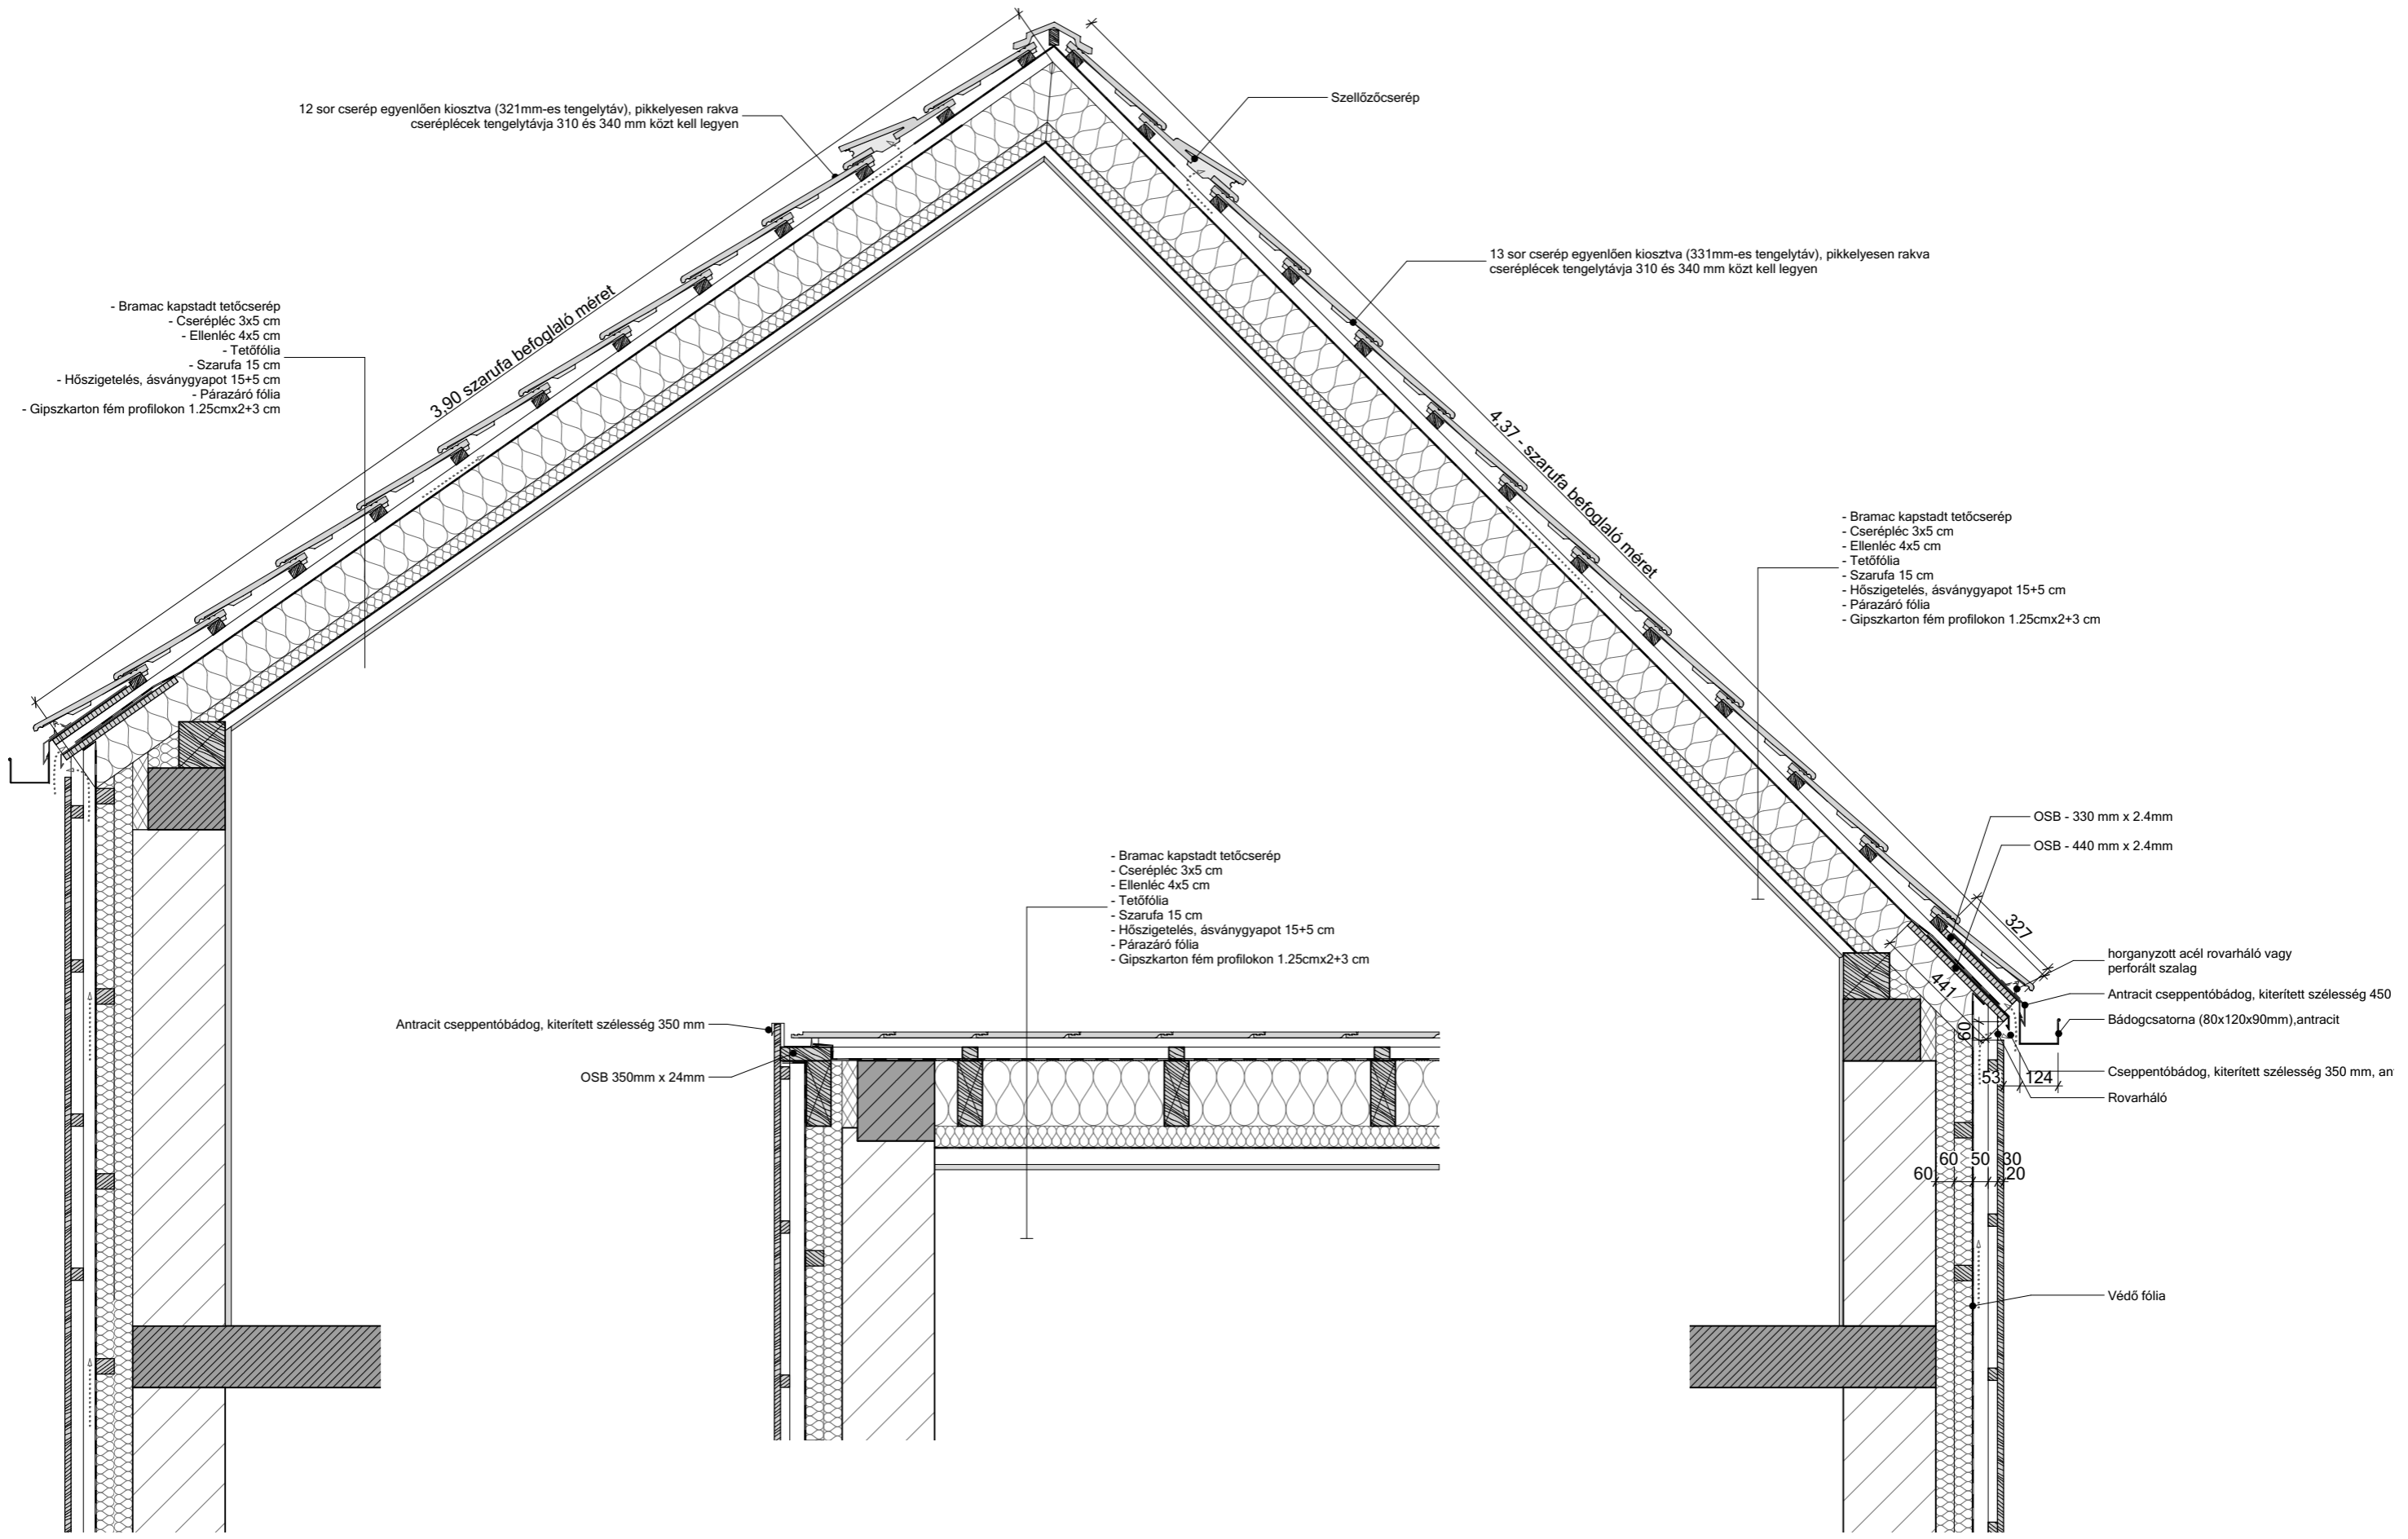 12 sor cserép egyenlően kiosztva (321mm-es tengelytáv), pikkelyesen rakva
cseréplécek tengelytávja 310 és 340 mm közt kell legyen
Szellőzőcserép
13 sor cserép egyenlően kiosztva (331mm-es tengelytáv), pikkelyesen rakva
cseréplécek tengelytávja 310 és 340 mm közt kell legyen
- Bramac kapstadt tetőcserép
- Cserépléc 3x5 cm
- Ellenléc 4x5 cm
- Tetőfólia
- Szarufa 15 cm
- Hőszigetelés, ásványgyapot 15+5 cm
- Párazáró fólia
- Gipszkarton fém profilokon 1.25cmx2+3 cm
3,90 szarufa befoglaló méret
4,37 - szarufa befoglaló méret
- Bramac kapstadt tetőcserép
- Cserépléc 3x5 cm
- Ellenléc 4x5 cm
- Tetőfólia
- Szarufa 15 cm
- Hőszigetelés, ásványgyapot 15+5 cm
- Párazáró fólia
- Gipszkarton fém profilokon 1.25cmx2+3 cm
OSB - 330 mm x 2.4mm
OSB - 440 mm x 2.4mm
- Bramac kapstadt tetőcserép
- Cserépléc 3x5 cm
- Ellenléc 4x5 cm
- Tetőfólia
- Szarufa 15 cm
- Hőszigetelés, ásványgyapot 15+5 cm
- Párazáró fólia
- Gipszkarton fém profilokon 1.25cmx2+3 cm
327
441
horganyzott acél rovarháló vagy
perforált szalag
Antracit cseppentóbádog, kiterített szélesség 450
Bádogcsatorna (80x120x90mm),antracit
Antracit cseppentóbádog, kiterített szélesség 350 mm
OSB 350mm x 24mm
60
53
124
Cseppentóbádog, kiterített szélesség 350 mm, an
Rovarháló
60 50 30
60 20
Védő fólia